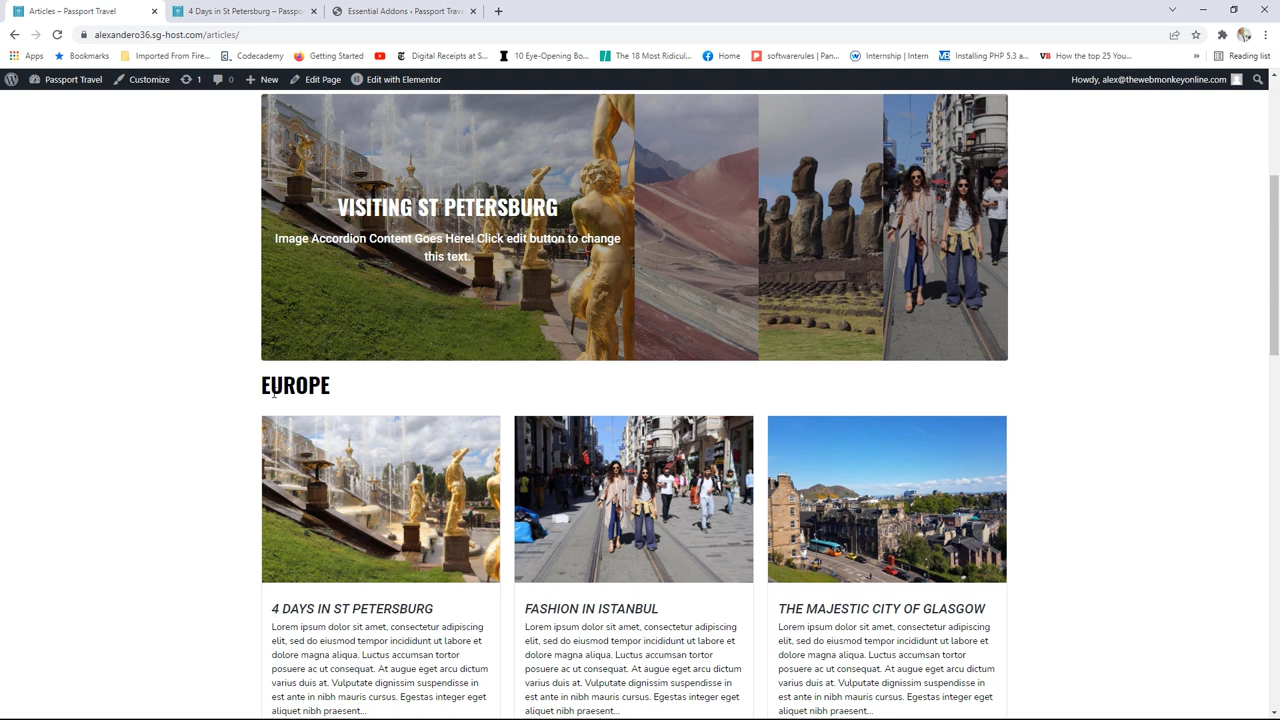 Articles – Passport Travel
4 Days in St Petersburg – Passpo
Essential Addons ‹ Passport Trave
alexandero36.sg-host.com/articles/
Apps
Bookmarks
Imported From Fire...
Codecademy
Getting Started
Digital Receipts at S...
10 Eye-Opening Bo...
The 18 Most Ridicul...
Home
softwarerules | Pan...
Internship | Intern
Installing PHP 5.3 a...
How the top 25 You...
»
Reading list
Passport Travel
Customize
1
0
New
Edit Page
Edit with Elementor
Howdy, alex@thewebmonkeyonline.com
VISITING ST PETERSBURG
Image Accordion Content Goes Here! Click edit button to change
this text.
EUROPE
4 DAYS IN ST PETERSBURG
Lorem ipsum dolor sit amet, consectetur adipiscing
elit, sed do eiusmod tempor incididunt ut labore et
dolore magna aliqua. Luctus accumsan tortor
posuere ac ut consequat. At augue eget arcu dictum
varius duis at. Vulputate dignissim suspendisse in
est ante in nibh mauris cursus. Egestas integer eget
aliquet nibh praesent...
FASHION IN ISTANBUL
Lorem ipsum dolor sit amet, consectetur adipiscing
elit, sed do eiusmod tempor incididunt ut labore et
dolore magna aliqua. Luctus accumsan tortor
posuere ac ut consequat. At augue eget arcu dictum
varius duis at. Vulputate dignissim suspendisse in
est ante in nibh mauris cursus. Egestas integer eget
aliquet nibh praesent...
THE MAJESTIC CITY OF GLASGOW
Lorem ipsum dolor sit amet, consectetur adipiscing
elit, sed do eiusmod tempor incididunt ut labore et
dolore magna aliqua. Luctus accumsan tortor
posuere ac ut consequat. At augue eget arcu dictum
varius duis at. Vulputate dignissim suspendisse in
est ante in nibh mauris cursus. Egestas integer eget
aliquet nibh praesent...